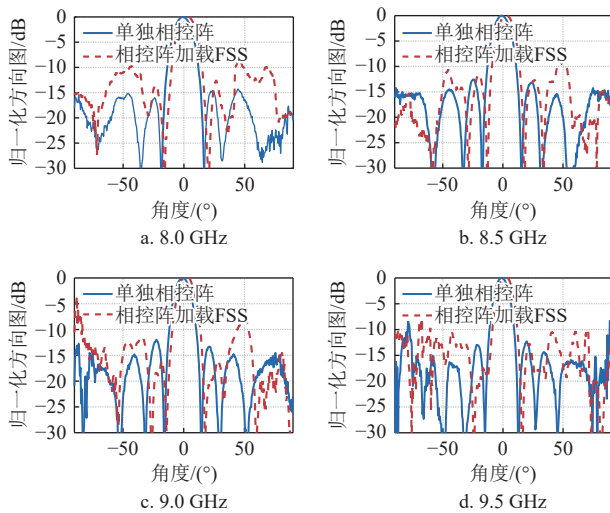 归一化方向图/dB
0
−5
−10
−15
−20
−25
−30
单独相控阵
相控阵加载FSS
−50
0
50
角度/(°)
a. 8.0 GHz
归一化方向图/dB
0
−5
−10
−15
−20
−25
−30
单独相控阵
相控阵加载FSS
−50
0
50
角度/(°)
b. 8.5 GHz
归一化方向图/dB
0
−5
−10
−15
−20
−25
−30
单独相控阵
相控阵加载FSS
−50
0
50
角度/(°)
c. 9.0 GHz
归一化方向图/dB
0
−5
−10
−15
−20
−25
−30
单独相控阵
相控阵加载FSS
−50
0
50
角度/(°)
d. 9.5 GHz